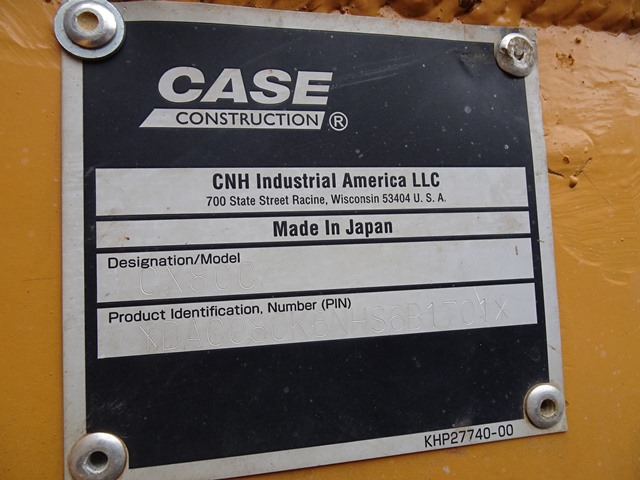 CASE
CONSTRUCTION ®
CNH Industrial America LLC
700 State Street Racine, Wisconsin 53404 U. S. A.
Made In Japan
Designation/Model
CX80C
Product Identification, Number (PIN)
KHP27740-00